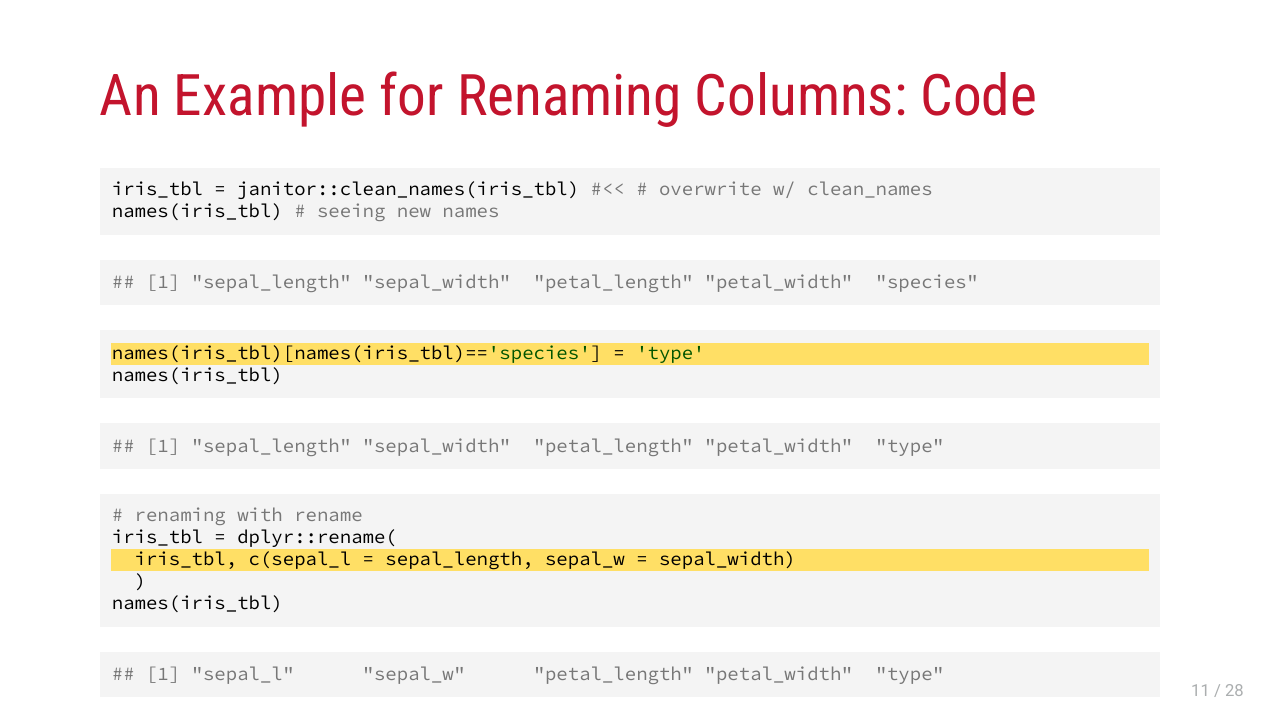 An Example for Renaming Columns: Code
iris_tbl = janitor::clean_names(iris_tbl) #<< # overwrite w/ clean_names
names(iris_tbl) # seeing new names
## [1] "sepal_length" "sepal_width"  "petal_length" "petal_width"  "species"
names(iris_tbl)[names(iris_tbl)=='species'] = 'type'
names(iris_tbl)
## [1] "sepal_length" "sepal_width"  "petal_length" "petal_width"  "type"
# renaming with rename
iris_tbl = dplyr::rename(
  iris_tbl, c(sepal_l = sepal_length, sepal_w = sepal_width)
  )
names(iris_tbl)
## [1] "sepal_l"      "sepal_w"      "petal_length" "petal_width"  "type"
11 / 28